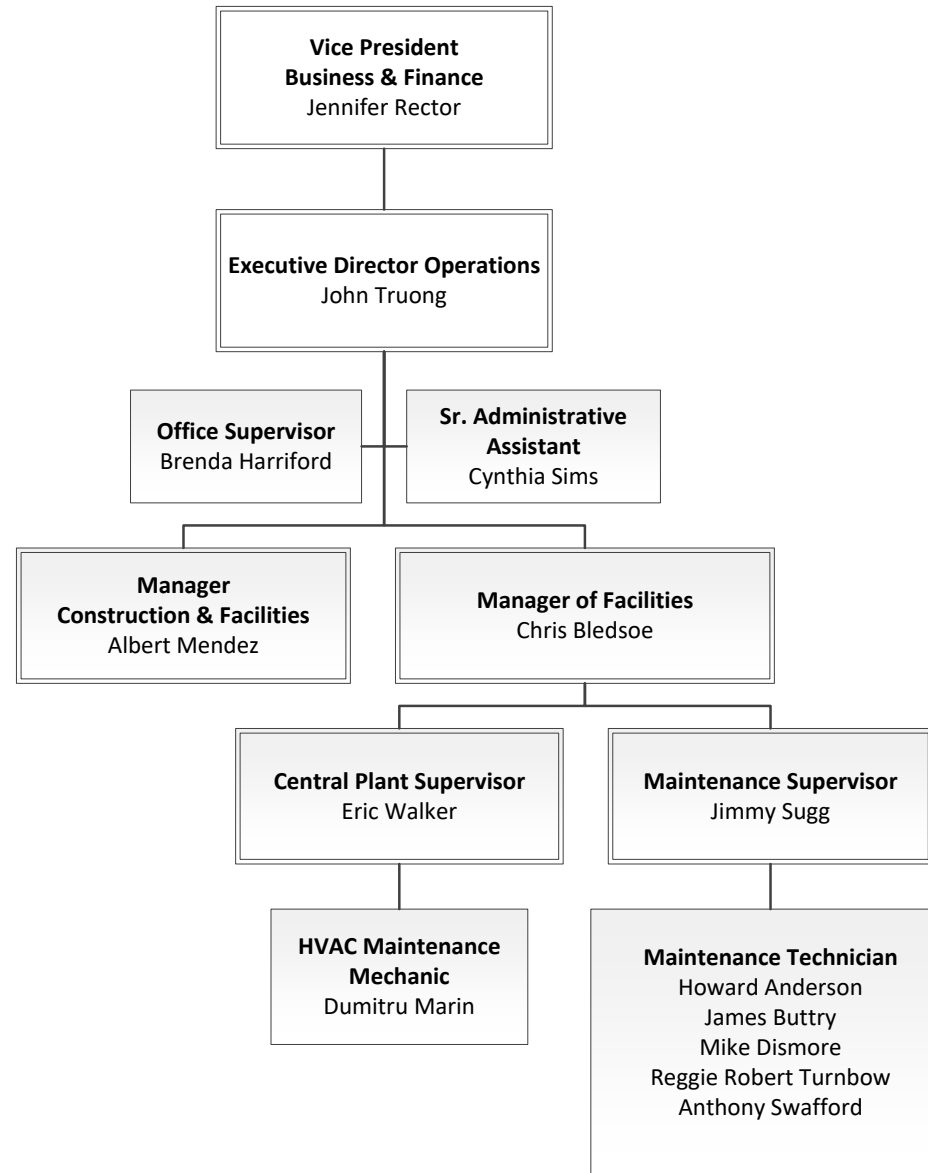 Vice President
Business & Finance
Jennifer Rector
Executive Director Operations
John Truong
Office Supervisor
Brenda Harriford
Sr. Administrative
Assistant
Cynthia Sims
Manager
Construction & Facilities
Albert Mendez
Manager of Facilities
Chris Bledsoe
Central Plant Supervisor
Eric Walker
Maintenance Supervisor
Jimmy Sugg
HVAC Maintenance
Mechanic
Dumitru Marin
Maintenance Technician
Howard Anderson
James Buttry
Mike Dismore
Reggie Robert Turnbow
Anthony Swafford